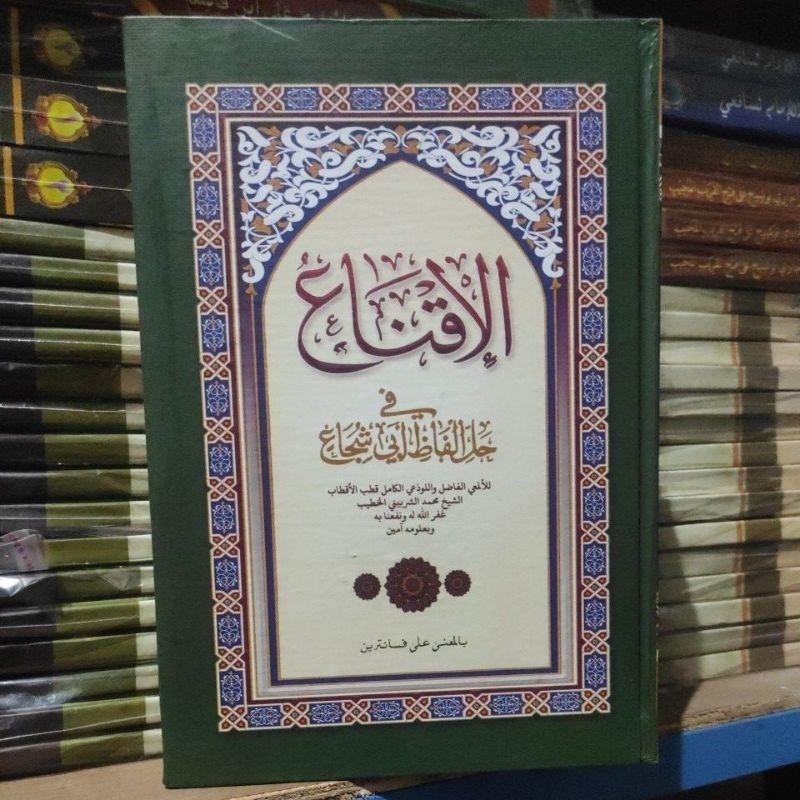 الإقناع
في
حل ألفاظ أبي شجاع
للألمعي الفاضل واللوذعي الكامل قطب الأقطاب
الشيخ محمد الشربيني الخطيب
غفر الله له ونفعنا به
وبعلومه آمين
بالمعنى على فسانترين